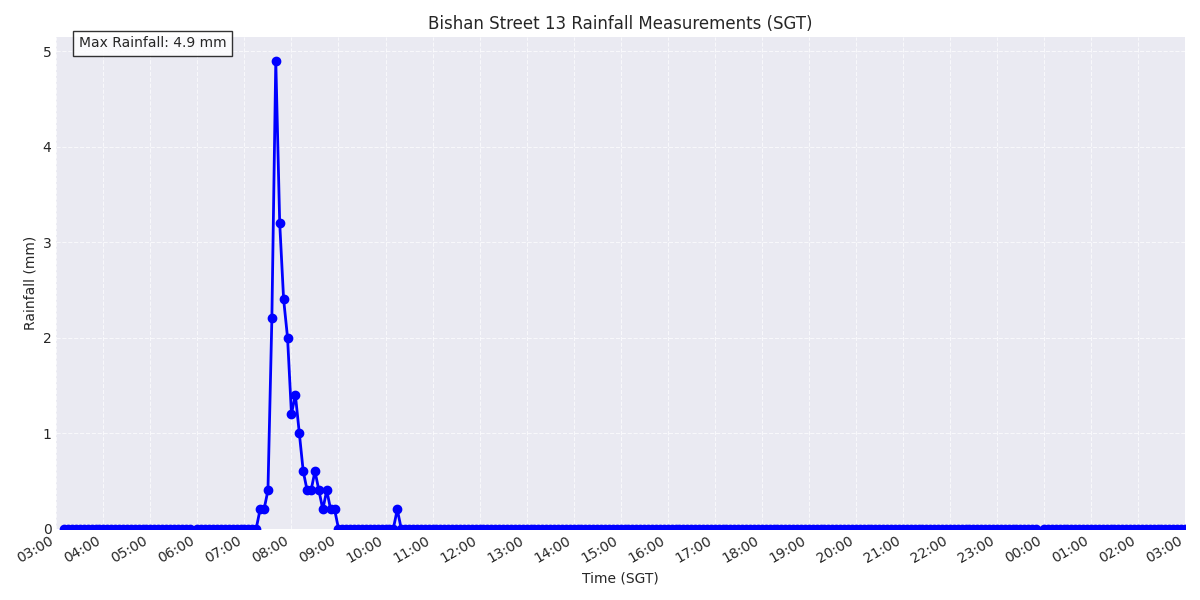 Bishan Street 13 Rainfall Measurements (SGT)
Max Rainfall: 4.9 mm
Rainfall (mm)
5
4
3
2
1
0
03:00 04:00 05:00 06:00 07:00 08:00 09:00 10:00 11:00 12:00 13:00 14:00 15:00 16:00 17:00 18:00 19:00 20:00 21:00 22:00 23:00 00:00 01:00 02:00 03:00
Time (SGT)